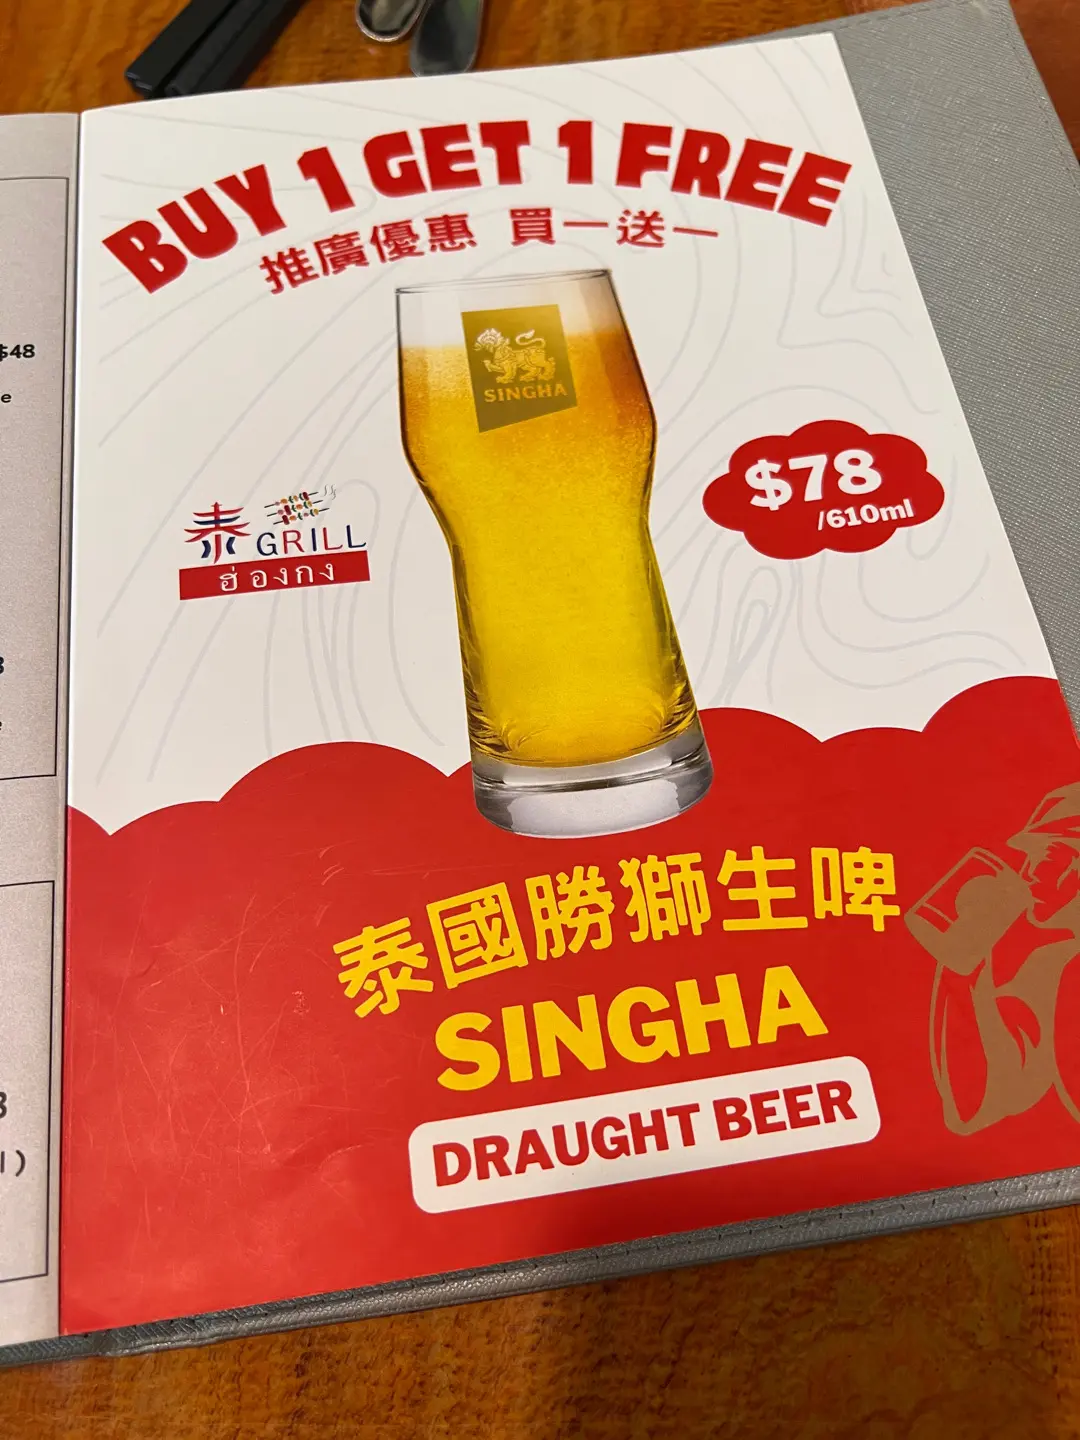 BUY 1 GET 1 FREE
推廣優惠 買一送一
SINGHA
$48
e
$78
/610ml
泰 GRILL
ฮ่องกง
泰國勝獅生啤
SINGHA
DRAUGHT BEER